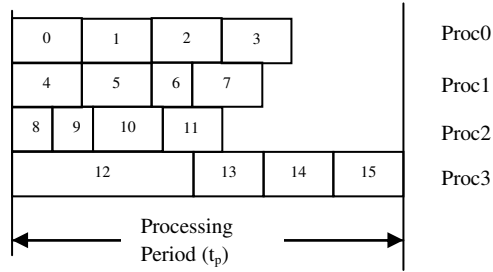 0 1 2 3 Proc0
4 5 6 7 Proc1
8 9 10 11 Proc2
12 13 14 15 Proc3
Processing
Period (tp)